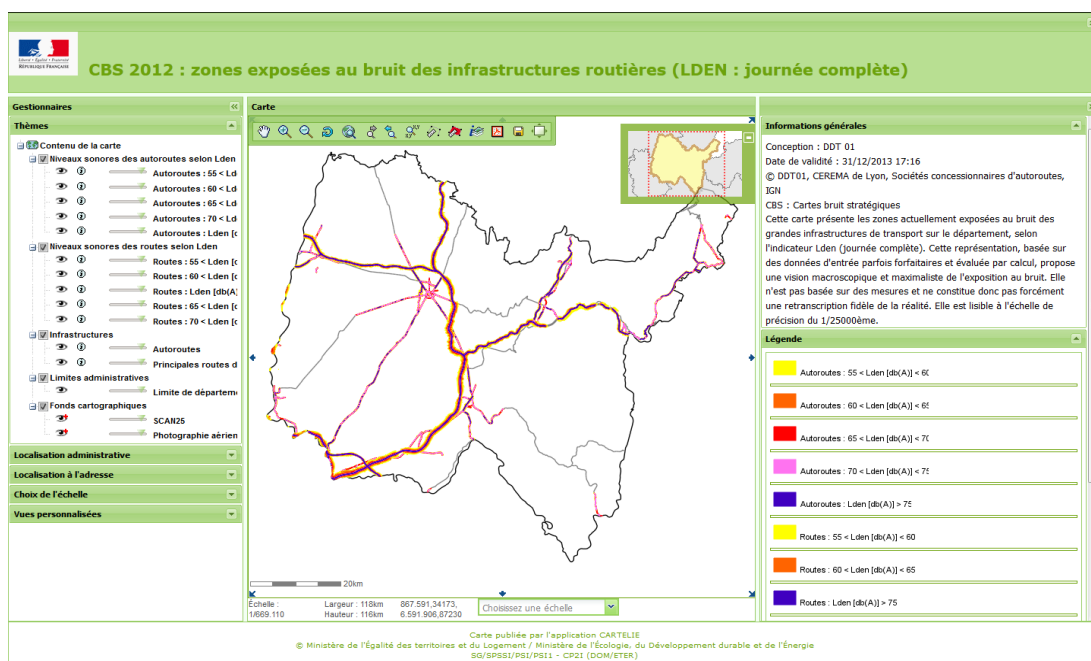 Liberté • Égalité • Fraternité
RÉPUBLIQUE FRANÇAISE
CBS 2012 : zones exposées au bruit des infrastructures routières (LDEN : journée complète)
Gestionnaires
Thèmes
Contenu de la carte
Niveaux sonores des autoroutes selon Lden
Autoroutes : 55 < Ld
Autoroutes : 60 < Ld
Autoroutes : 65 < Ld
Autoroutes : 70 < Ld
Autoroutes : Lden [d
Niveaux sonores des routes selon Lden
Routes : 55 < Lden [d
Routes : 60 < Lden [d
Routes : Lden [db(A)
Routes : 65 < Lden [d
Routes : 70 < Lden [d
Infrastructures
Autoroutes
Principales routes d
Limites administratives
Limite de départem
Fonds cartographiques
SCAN25
Photographie aérien
Localisation administrative
Localisation à l'adresse
Choix de l'échelle
Vues personnalisées
Carte
20km
Échelle :
1/669.110
Largeur : 118km
Hauteur : 116km
867.591,34173,
6.591.906,87230
Choisissez une échelle
Informations générales
Conception : DDT 01
Date de validité : 31/12/2013 17:16
© DDT01, CEREMA de Lyon, Sociétés concessionnaires d'autoroutes,
IGN
CBS : Cartes bruit stratégiques
Cette carte présente les zones actuellement exposées au bruit des
grandes infrastructures de transport sur le département, selon
l'indicateur Lden (journée complète). Cette représentation, basée sur
des données d'entrée parfois forfaitaires et évaluée par calcul, propose
une vision macroscopique et maximaliste de l'exposition au bruit. Elle
n'est pas basée sur des mesures et ne constitue donc pas forcément
une retranscription fidèle de la réalité. Elle est lisible à l'échelle de
précision du 1/25000ème.
Légende
Autoroutes : 55 < Lden [db(A)] < 60
Autoroutes : 60 < Lden [db(A)] < 65
Autoroutes : 65 < Lden [db(A)] < 70
Autoroutes : 70 < Lden [db(A)] < 75
Autoroutes : Lden [db(A)] > 75
Routes : 55 < Lden [db(A)] < 60
Routes : 60 < Lden [db(A)] < 65
Routes : Lden [db(A)] > 75
Carte publiée par l'application CARTELIE
© Ministère de l'Égalité des territoires et du Logement / Ministère de l'Écologie, du Développement durable et de l'Énergie
SG/SPSSI/PSI/PSI1 - CP2I (DOM/ETER)